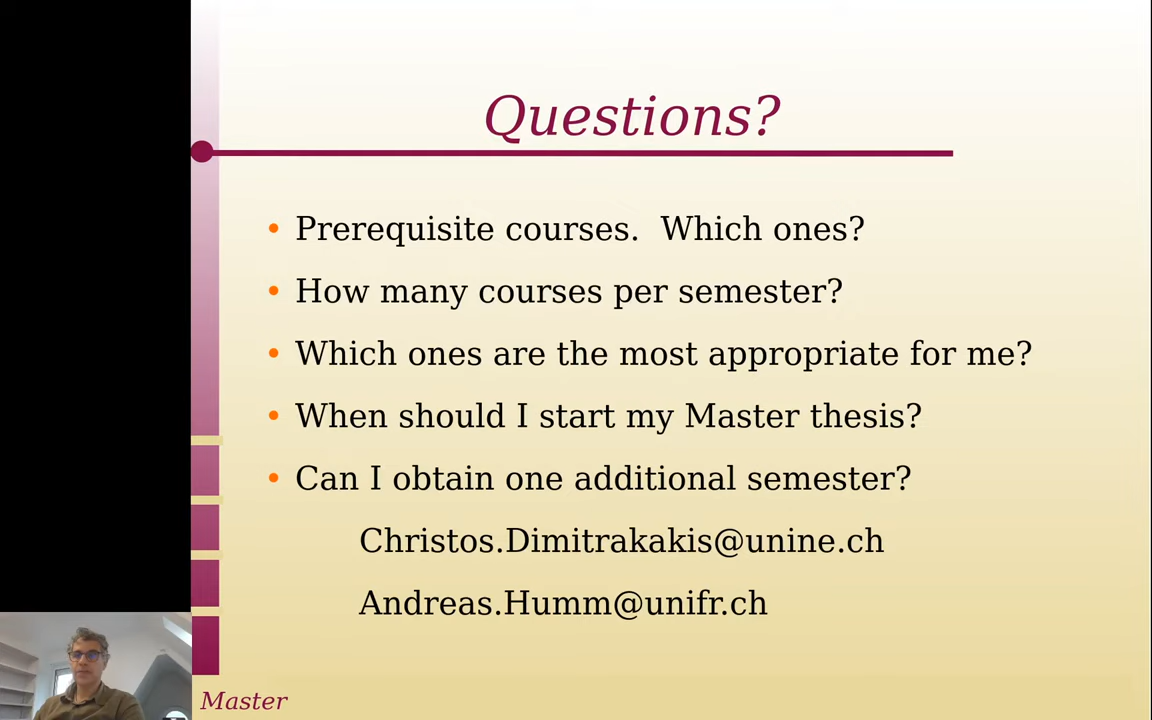 Questions?
• Prerequisite courses.  Which ones?
• How many courses per semester?
• Which ones are the most appropriate for me?
• When should I start my Master thesis?
• Can I obtain one additional semester?
Christos.Dimitrakakis@unine.ch
Andreas.Humm@unifr.ch
Master